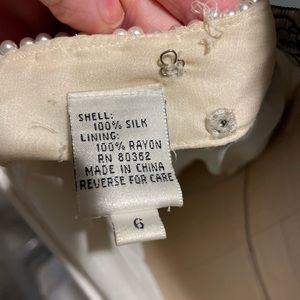 SHELL:
100% SILK
LINING:
100% RAYON
RN 80362
MADE IN CHINA
REVERSE FOR CARE
6